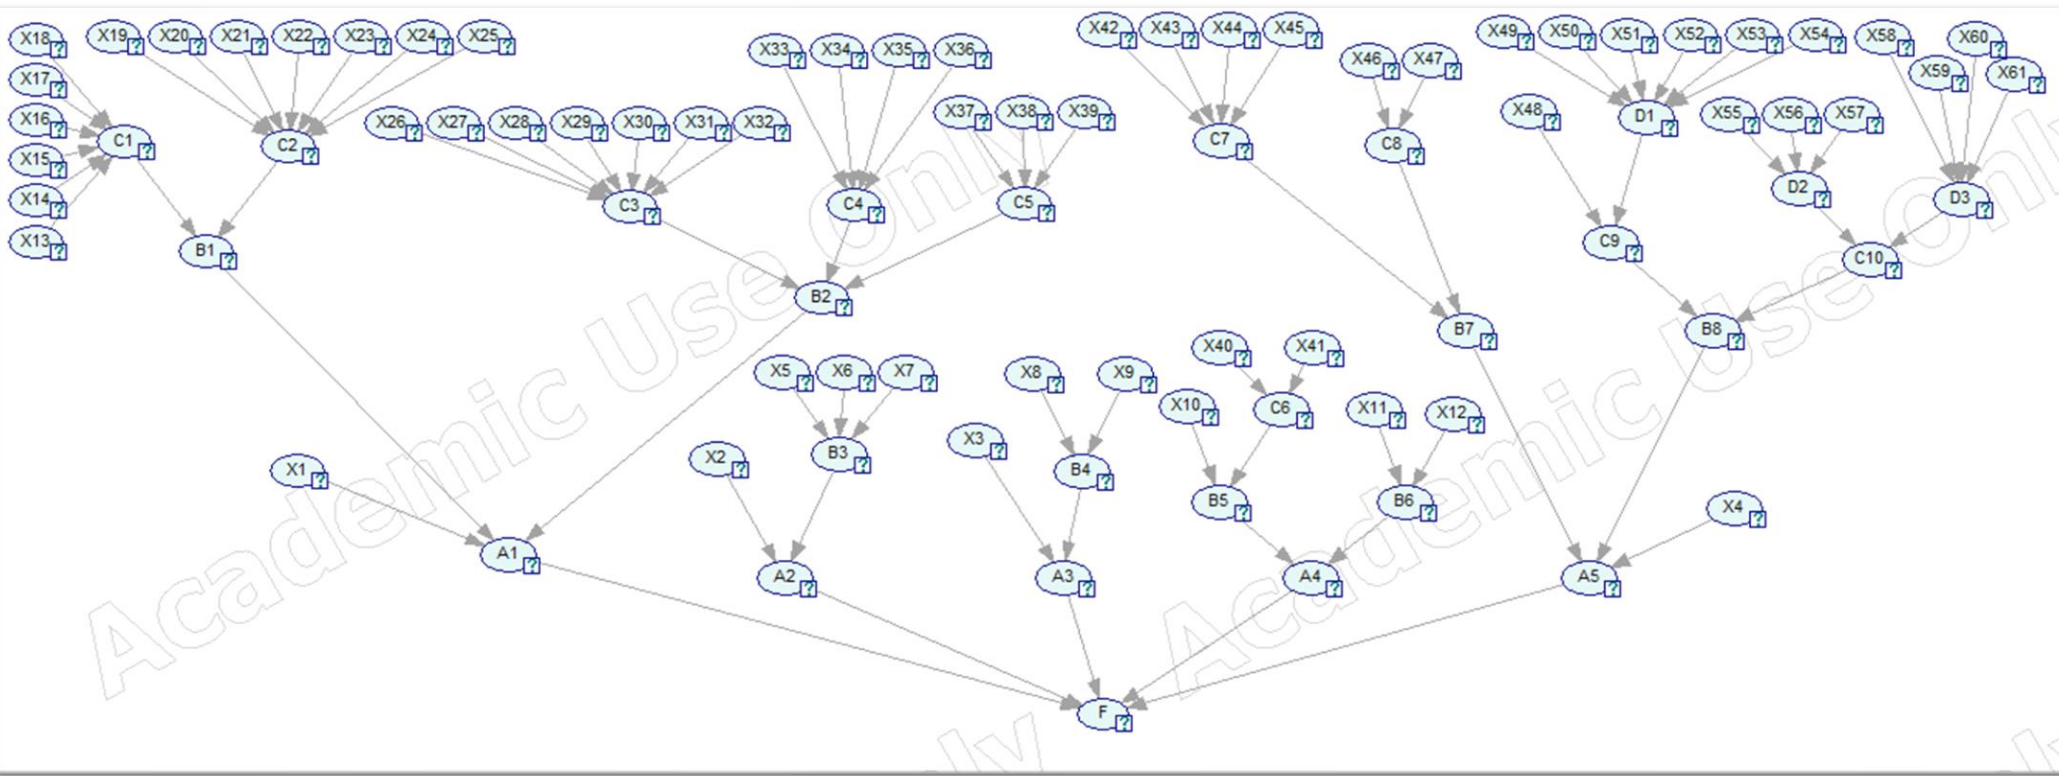 X18 X19 X20 X21 X22 X23 X24 X25 X33 X34 X35 X36 X42 X43 X44 X45 X46 X47 X49 X50 X51 X52 X53 X54 X58 X60
X17 X59 X61
X16 C1 C2 X26 X27 X28 X29 X30 X31 X32 X37 X38 X39 C7 C8 X48 D1 X55 X56 X57
X15
X14 C3 C4 C5 D2 D3
X13 B1 C9 C10
B2 B7 B8
X40 X41
X5 X6 X7 X8 X9
X10 C6 X11 X12
X1 X2 B3 X3 B4 B5 B6 X4
A1 A2 A3 A4 A5
F
Academic Use Only
Academic Use Only